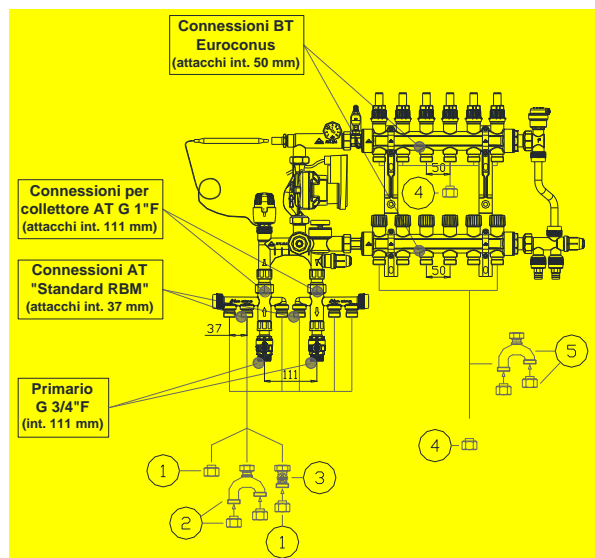 Connessioni BT
Euroconus
(attacchi int. 50 mm)
50
4
Connessioni per
collettore AT G 1"F
(attacchi int. 111 mm)
50
Connessioni AT
"Standard RBM"
(attacchi int. 37 mm)
37
111
5
Primario
G 3/4"F
(int. 111 mm)
4
1
3
2
1